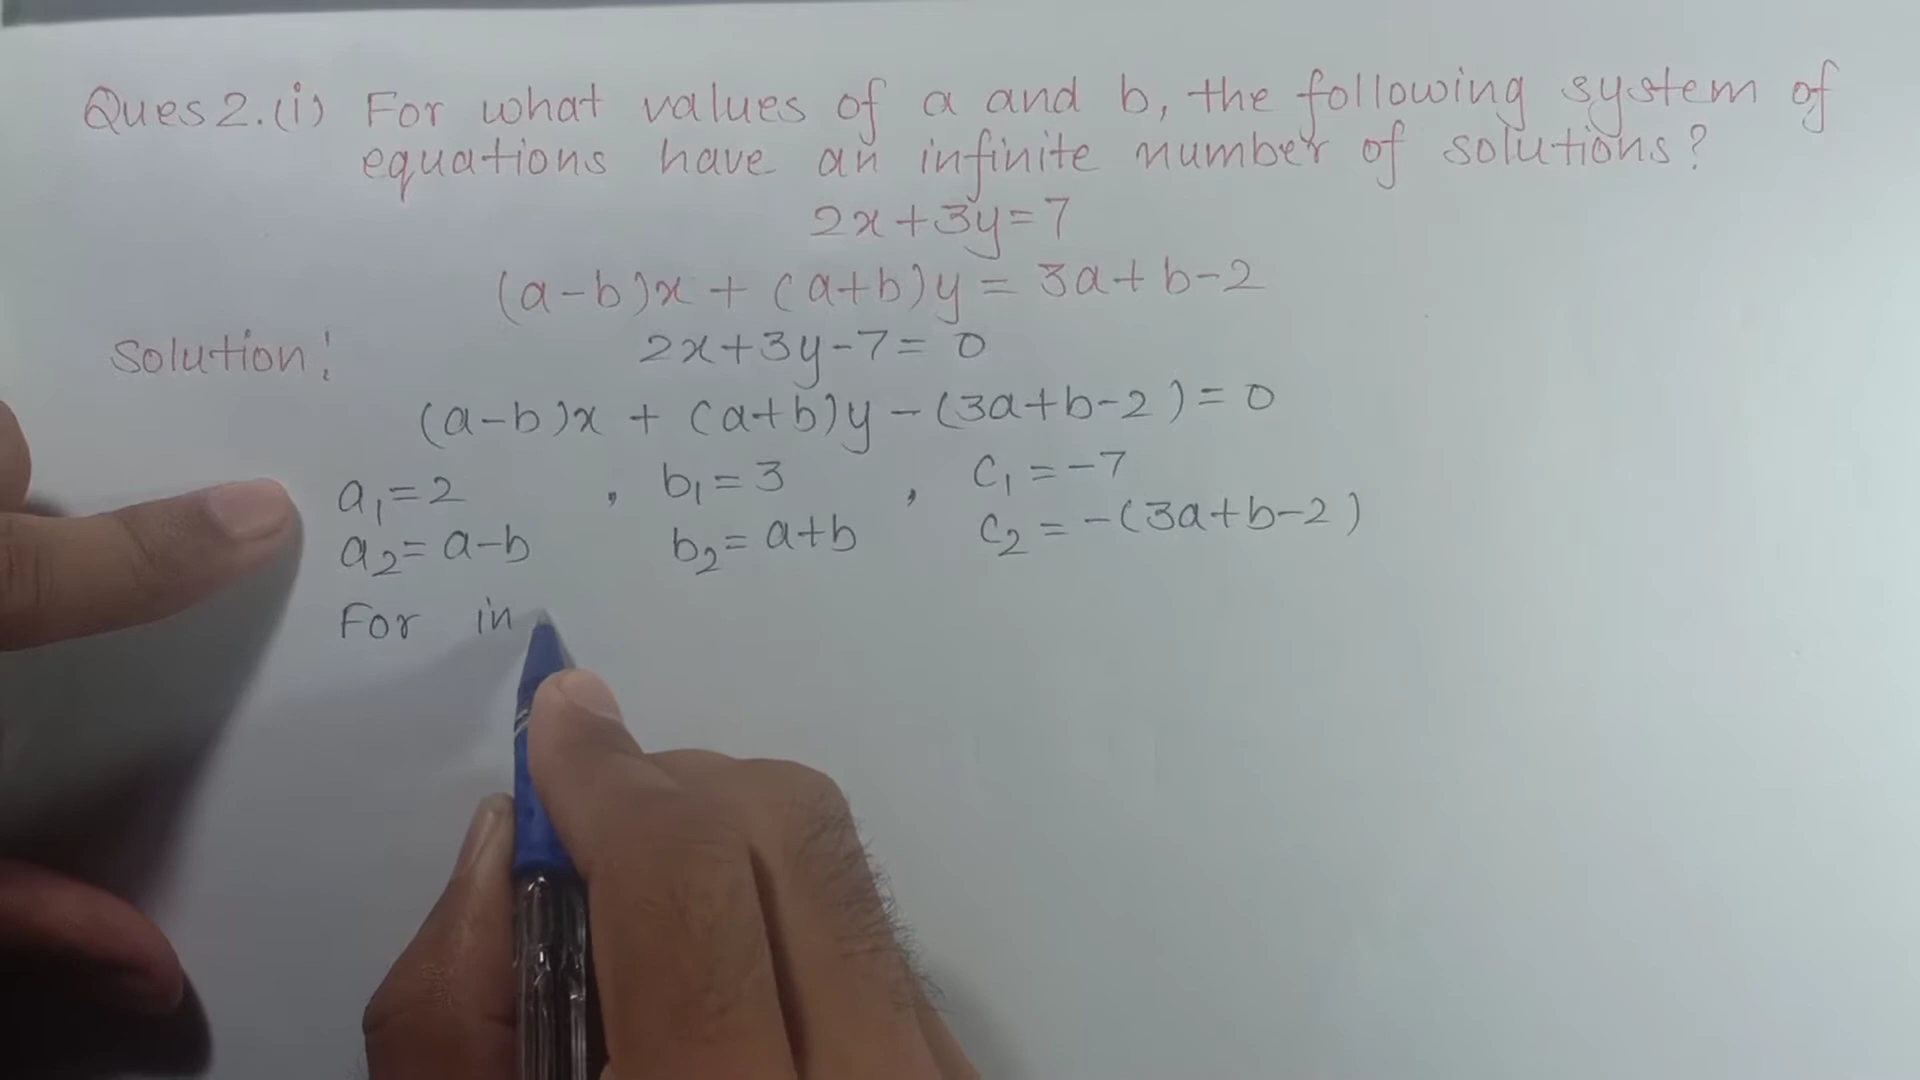 Ques 2. (i) For what values of a and b, the following system of
equations have an infinite number of solutions?
2x+3y=7
(a-b)x + (a+b)y = 3a+b-2
Solution:
2x+3y-7=0
(a-b)x + (a+b)y-(3a+b-2)=0
a₁=2 , b₁=3 , c₁=-7
a₂=a-b b₂=a+b c₂=-(3a+b-2)
For in